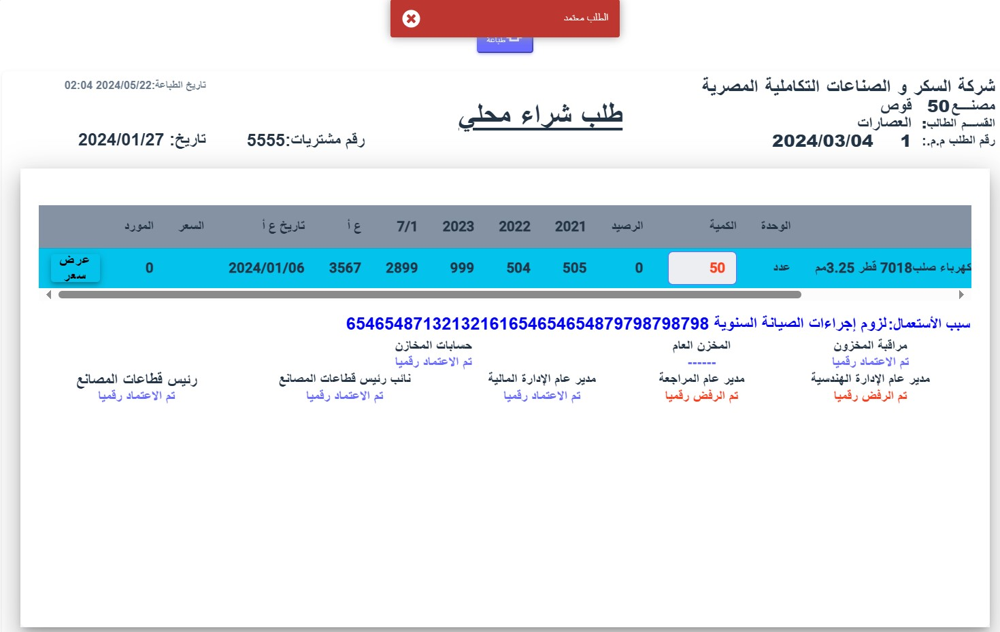 الطلب معتمد
طباعة
شركة السكر و الصناعات التكاملية المصرية
تاريخ الطباعة:2024/05/22 02:04
مصنــــع 50 قوص
طلب شراء محلي
القســم الطالب: العصارات
رقم الطلب م.م.: 1 2024/03/04
رقم مشتريات:5555
تاريخ: 2024/01/27
الوحدة الكمية الرصيد 2021 2022 2023 7/1 ع أ تاريخ ع أ السعر المورد
كهرباء صلب7018 قطر 3.25مم عدد 50 0 505 504 999 2899 3567 2024/01/06 0 عرض سعر
سبب الأستعمال:لزوم إجراءات الصيانة السنوية 654654871321321616546546548797987987​98
مراقبة المخزون المخزن العام حسابات المخازن
تم الاعتماد رقميا ------ تم الاعتماد رقميا
مدير عام الإدارة الهندسية مدير عام المراجعة مدير عام الإدارة المالية نائب رئيس قطاعات المصانع رئيس قطاعات المصانع
تم الرفض رقميا تم الرفض رقميا تم الاعتماد رقميا تم الاعتماد رقميا تم الاعتماد رقميا